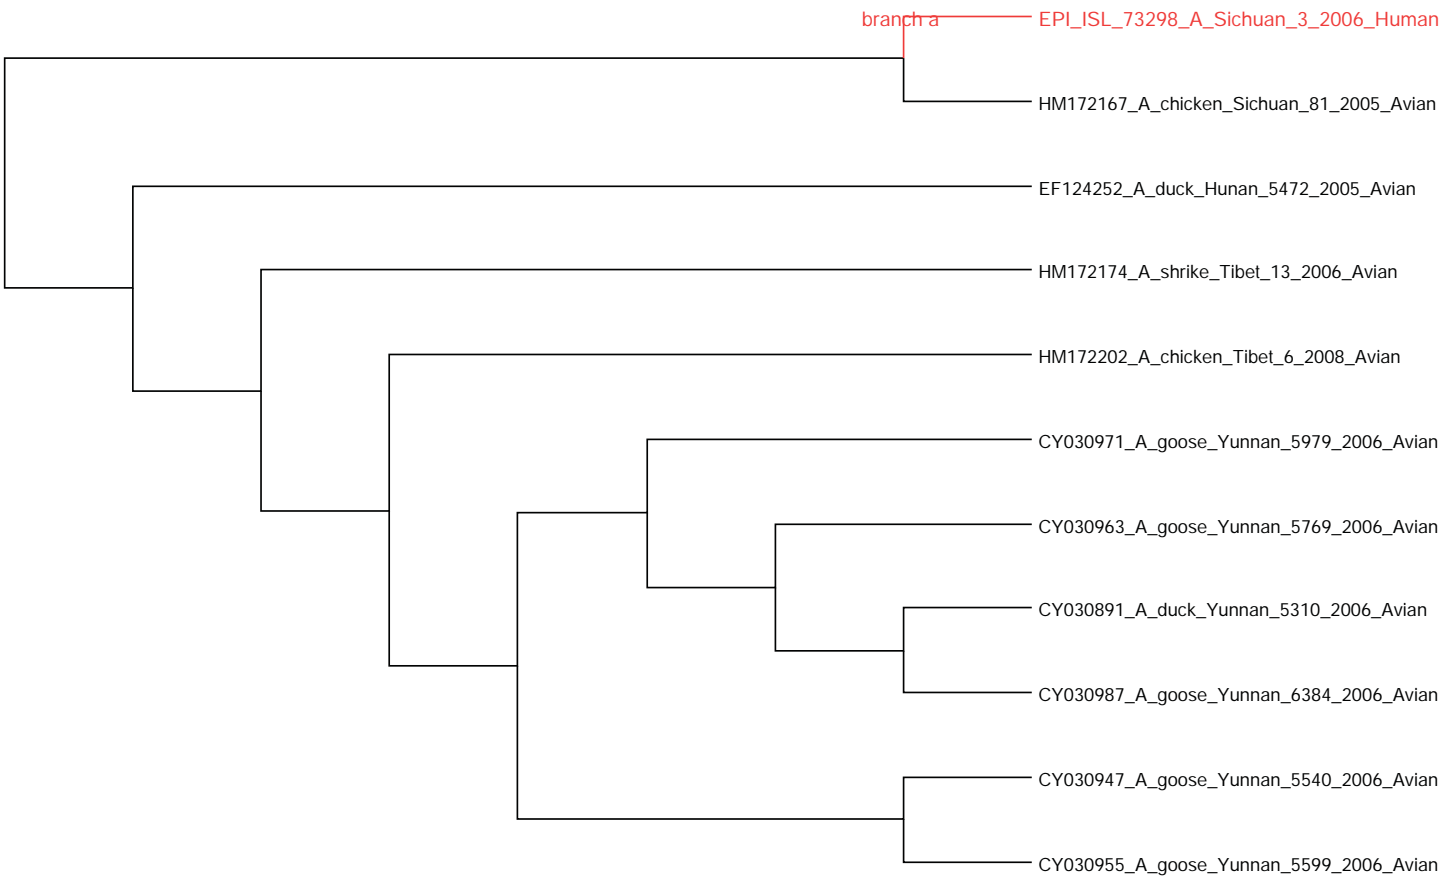 branch a
EPI_ISL_73298_A_Sichuan_3_2006_Human
HM172167_A_chicken_Sichuan_81_2005_Avian
EF124252_A_duck_Hunan_5472_2005_Avian
HM172174_A_shrike_Tibet_13_2006_Avian
HM172202_A_chicken_Tibet_6_2008_Avian
CY030971_A_goose_Yunnan_5979_2006_Avian
CY030963_A_goose_Yunnan_5769_2006_Avian
CY030891_A_duck_Yunnan_5310_2006_Avian
CY030987_A_goose_Yunnan_6384_2006_Avian
CY030947_A_goose_Yunnan_5540_2006_Avian
CY030955_A_goose_Yunnan_5599_2006_Avian